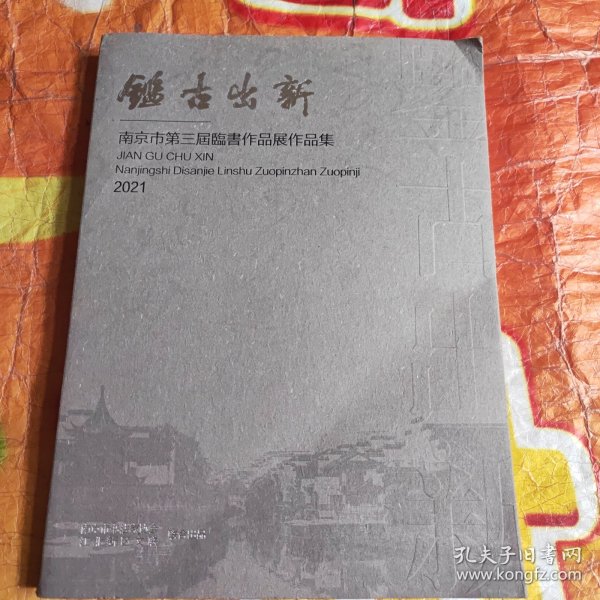 鑑古出新
南京市第三屆臨書作品展作品集
JIAN GU CHU XIN
Nanjingshi Disanjie Linshu Zuopinzhan Zuopinji
2021
孔夫子旧书网
www.kongfz.com